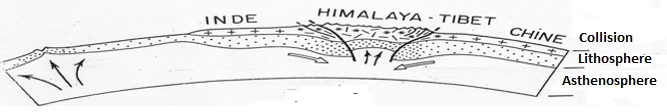 INDE
HIMALAYA - TIBET
CHINE
Collision
Lithosphere
Asthenosphere